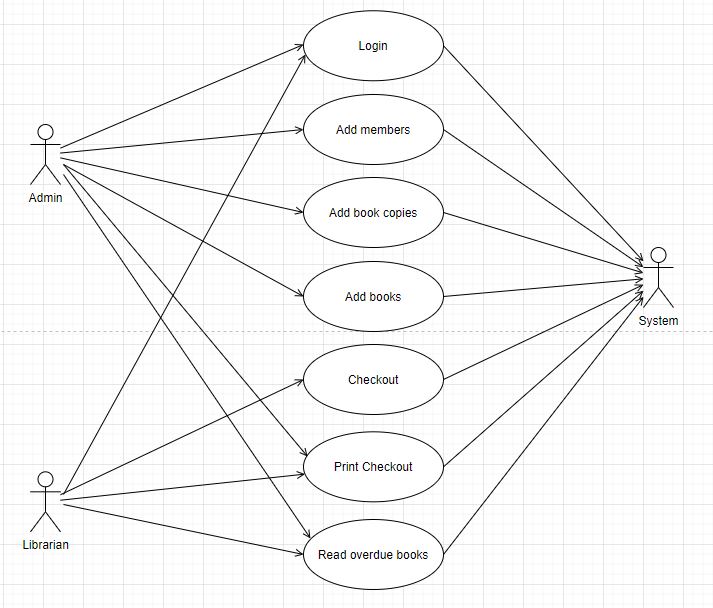 Login
Add members
Admin
Add book copies
Add books
System
Checkout
Print Checkout
Librarian
Read overdue books